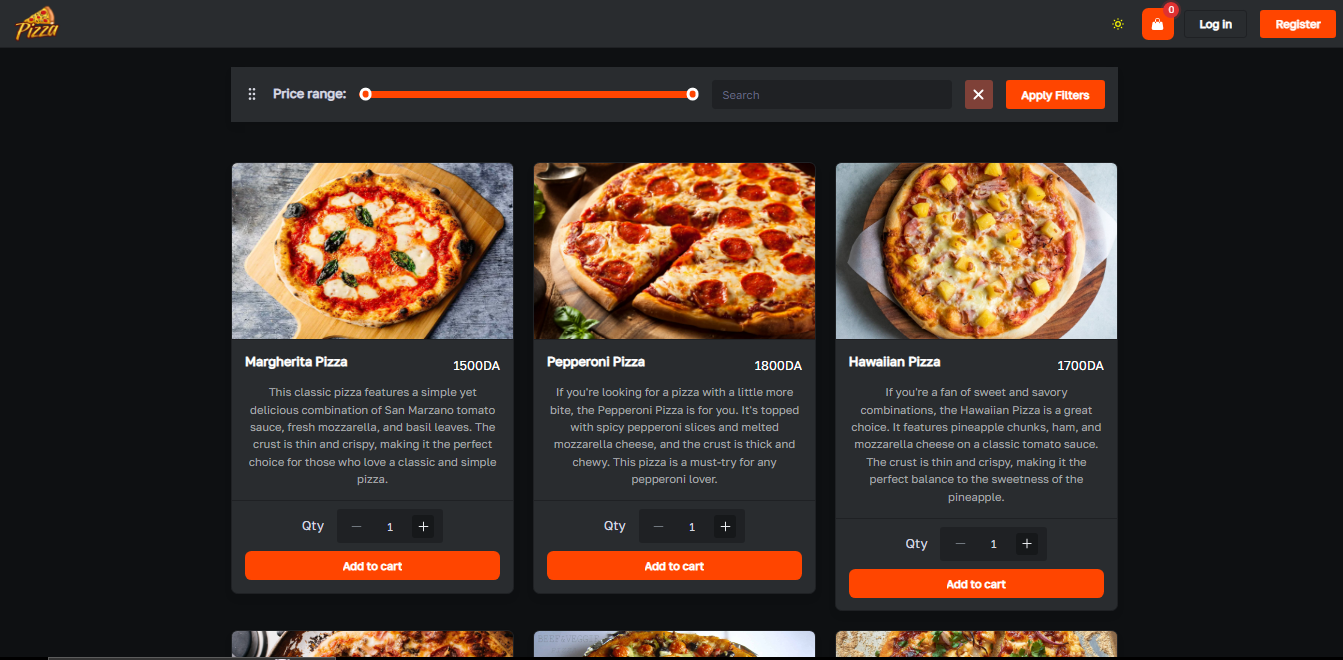 Pizza
0
Log in
Register
Price range:
Search
Apply Filters
Margherita Pizza
1500DA
This classic pizza features a simple yet
delicious combination of San Marzano tomato
sauce, fresh mozzarella, and basil leaves. The
crust is thin and crispy, making it the perfect
choice for those who love a classic and simple
pizza.
Qty
1
Add to cart
Pepperoni Pizza
1800DA
If you're looking for a pizza with a little more
bite, the Pepperoni Pizza is for you. It's topped
with spicy pepperoni slices and melted
mozzarella cheese, and the crust is thick and
chewy. This pizza is a must-try for any
pepperoni lover.
Qty
1
Add to cart
Hawaiian Pizza
1700DA
If you're a fan of sweet and savory
combinations, the Hawaiian Pizza is a great
choice. It features pineapple chunks, ham, and
mozzarella cheese on a classic tomato sauce.
The crust is thin and crispy, making it the
perfect balance to the sweetness of the
pineapple.
Qty
1
Add to cart